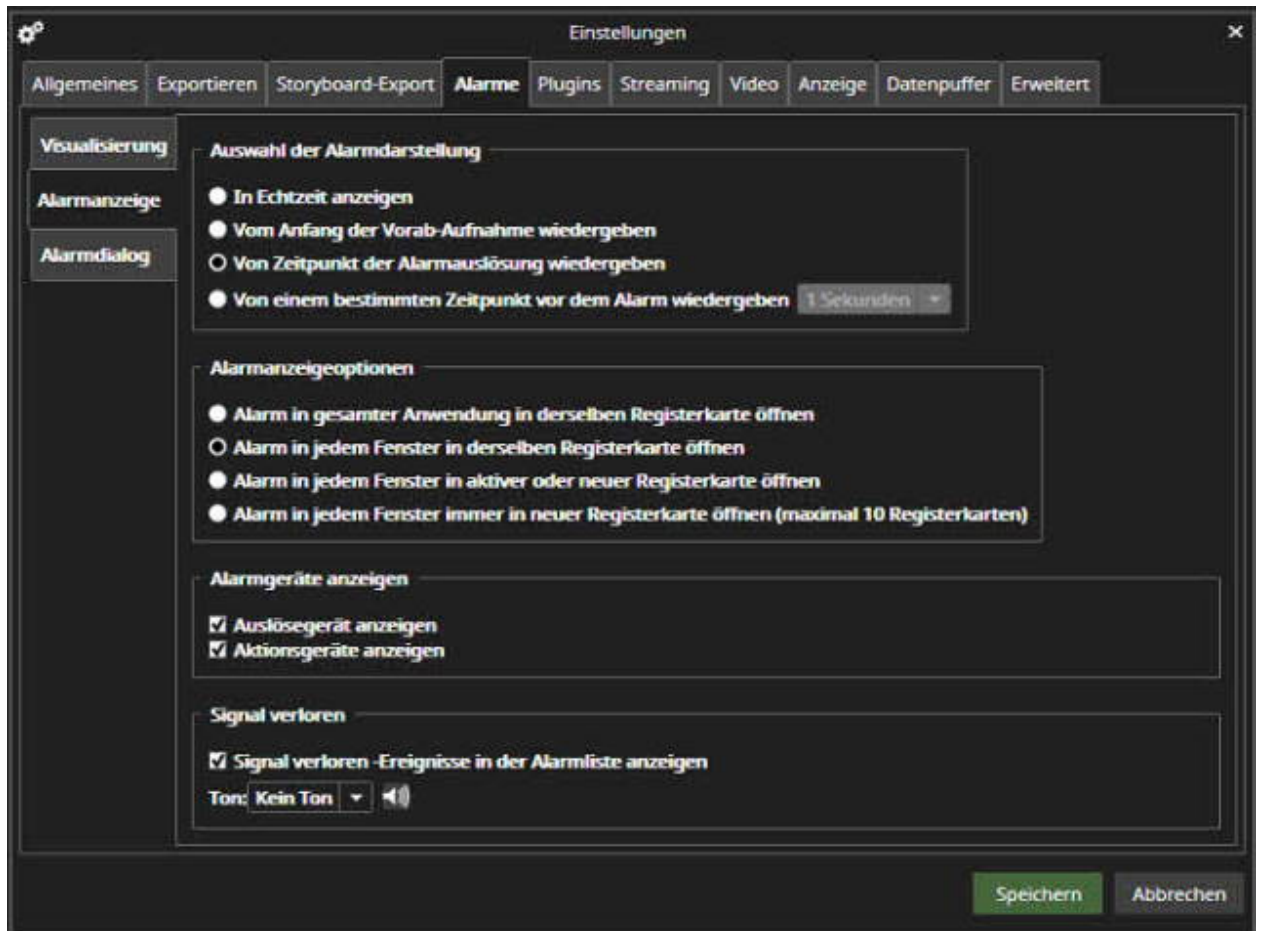 Einstellungen
Allgemeines Exportieren Storyboard-Export Alarme Plugins Streaming Video Anzeige Datenpuffer Erweitert
Visualisierung
Alarmanzeige
Alarmdialog
Auswahl der Alarmdarstellung
In Echtzeit anzeigen
Vom Anfang der Vorab-Aufnahme wiedergeben
Von Zeitpunkt der Alarmauslösung wiedergeben
Von einem bestimmten Zeitpunkt vor dem Alarm wiedergeben 1 Sekunden
Alarmanzeigeoptionen
Alarm in gesamter Anwendung in derselben Registerkarte öffnen
Alarm in jedem Fenster in derselben Registerkarte öffnen
Alarm in jedem Fenster in aktiver oder neuer Registerkarte öffnen
Alarm in jedem Fenster immer in neuer Registerkarte öffnen (maximal 10 Registerkarten)
Alarmgeräte anzeigen
Auslösegerät anzeigen
Aktionsgeräte anzeigen
Signal verloren
Signal verloren -Ereignisse in der Alarmliste anzeigen
Ton: Kein Ton
Speichern Abbrechen